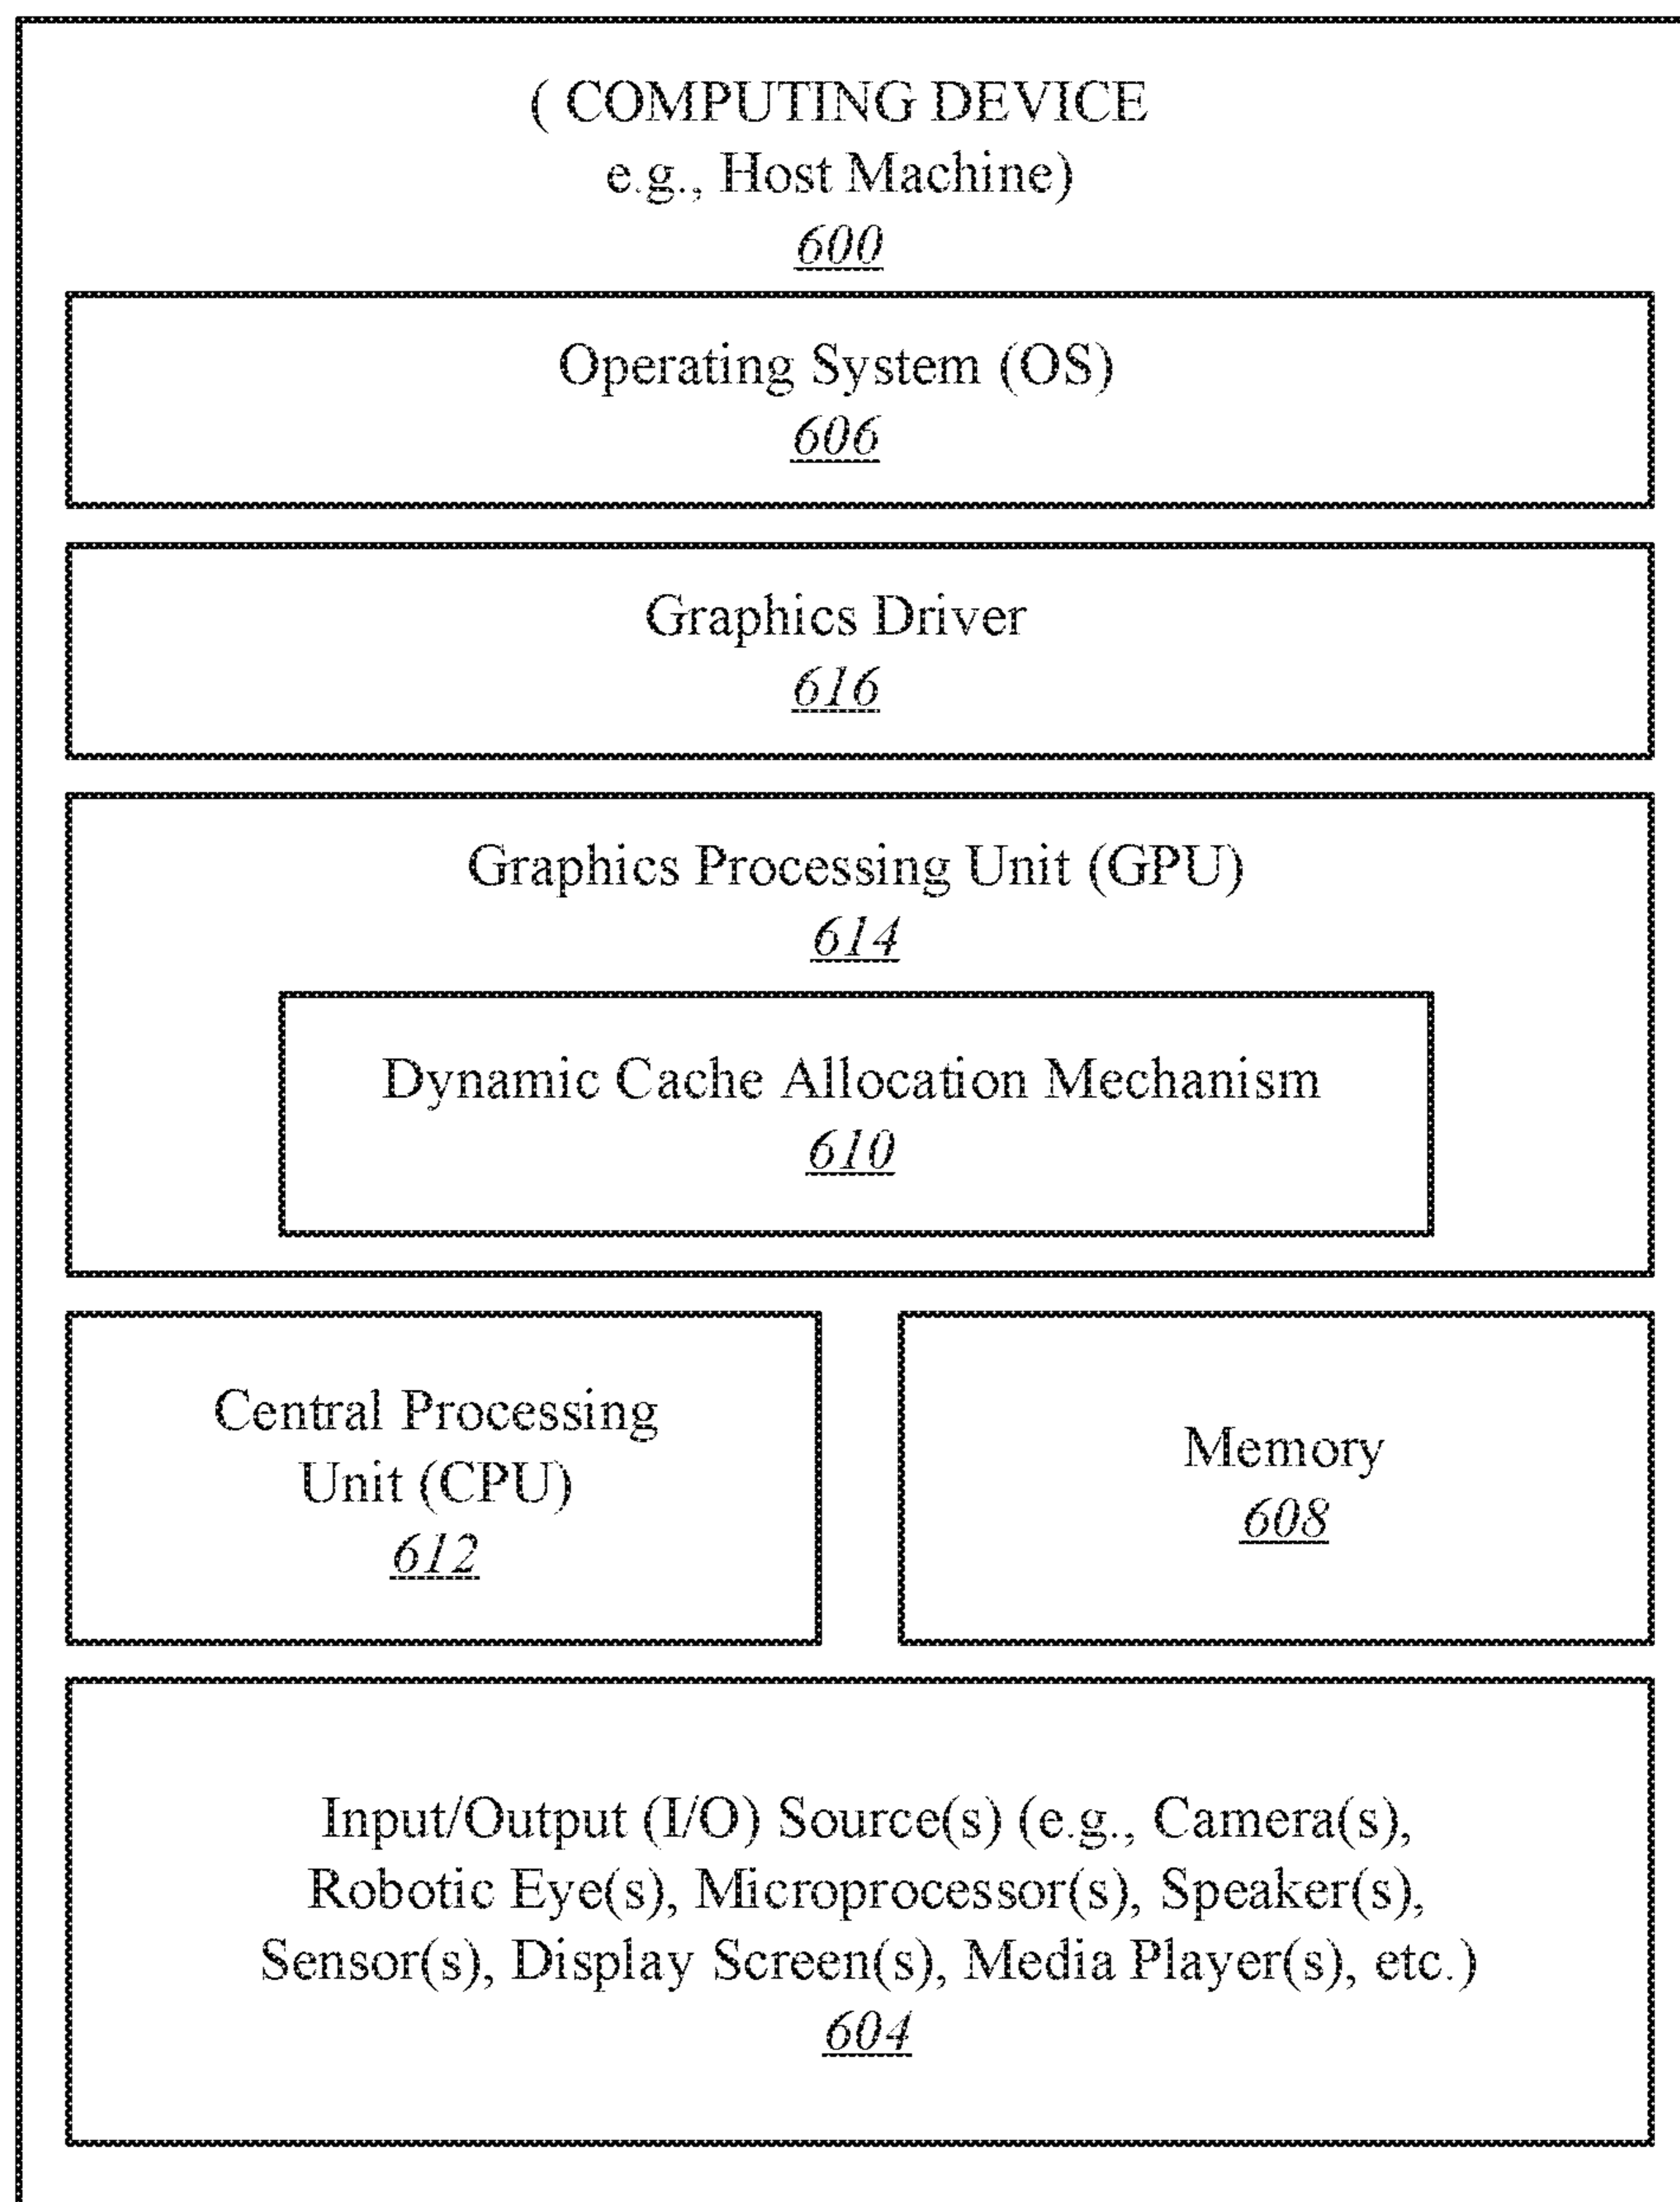 ( COMPUTING DEVICE
e.g., Host Machine)
600
Operating System (OS)
606
Graphics Driver
616
Graphics Processing Unit (GPU)
614
Dynamic Cache Allocation Mechanism
610
Central Processing
Unit (CPU)
612
Memory
608
Input/Output (I/O) Source(s) (e.g., Camera(s),
Robotic Eye(s), Microprocessor(s), Speaker(s),
Sensor(s), Display Screen(s), Media Player(s), etc.)
604